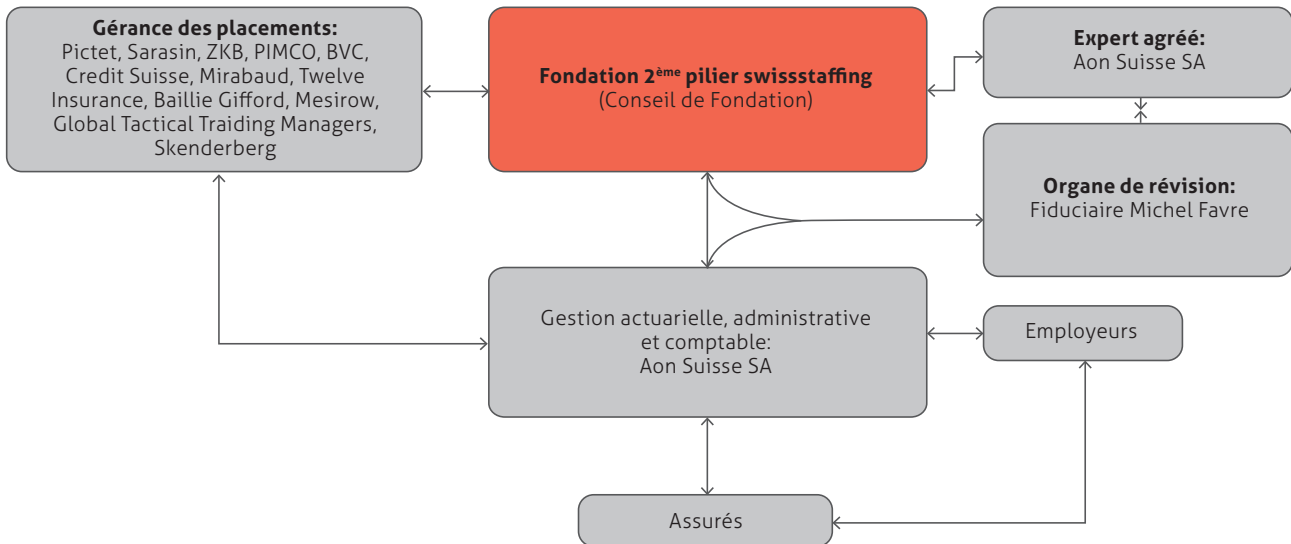 Gérance des placements:
Pictet, Sarasin, ZKB, PIMCO, BVC,
Credit Suisse, Mirabaud, Twelve
Insurance, Baillie Gifford, Mesirow,
Global Tactical Traiding Managers,
Skenderberg
Fondation 2ème pilier swissstaffing
(Conseil de Fondation)
Expert agréé:
Aon Suisse SA
Organe de révision:
Fiduciaire Michel Favre
Gestion actuarielle, administrative
et comptable:
Aon Suisse SA
Employeurs
Assurés